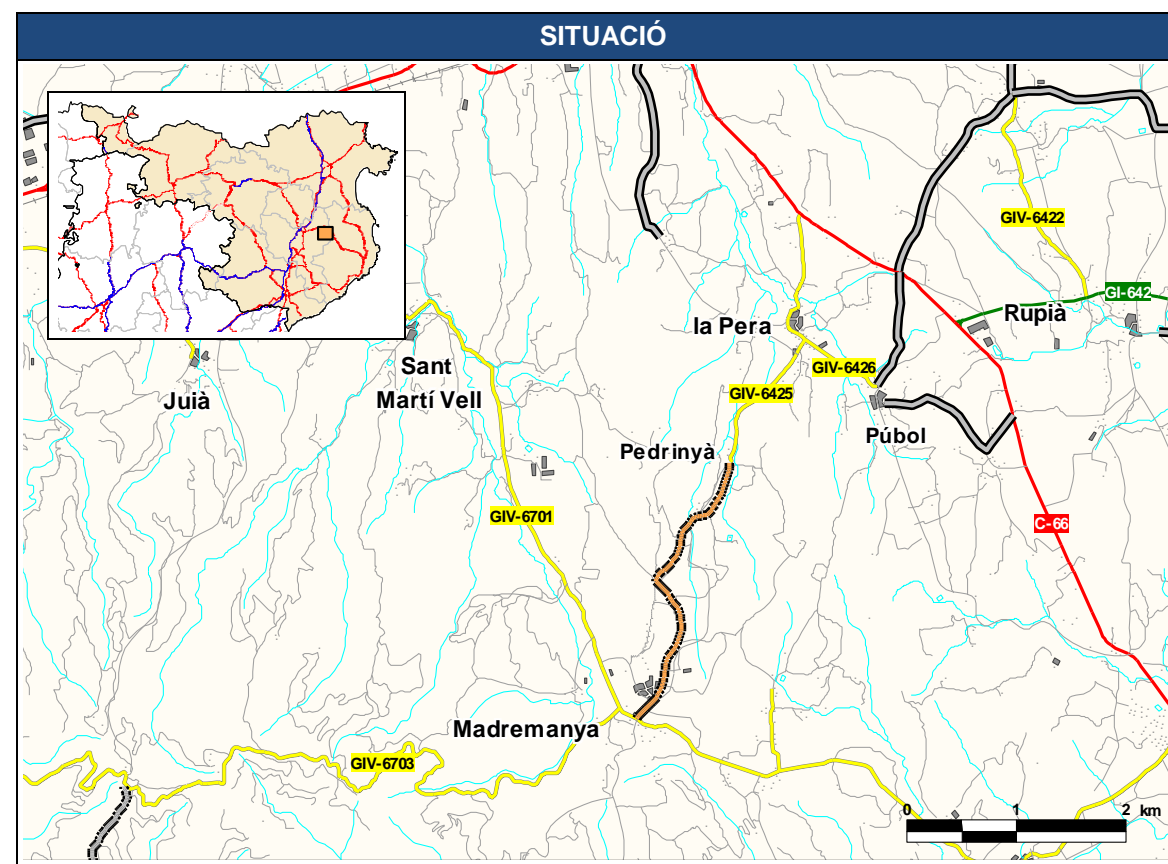 SITUACIÓ
GIV-6422
GI-642
Rupià
la Pera
Sant
Martí Vell
GIV-6426
Juià
GIV-6425
Púbol
Pedrinyà
GIV-6701
C-66
Madremanya
GIV-6703
0 1 2 km